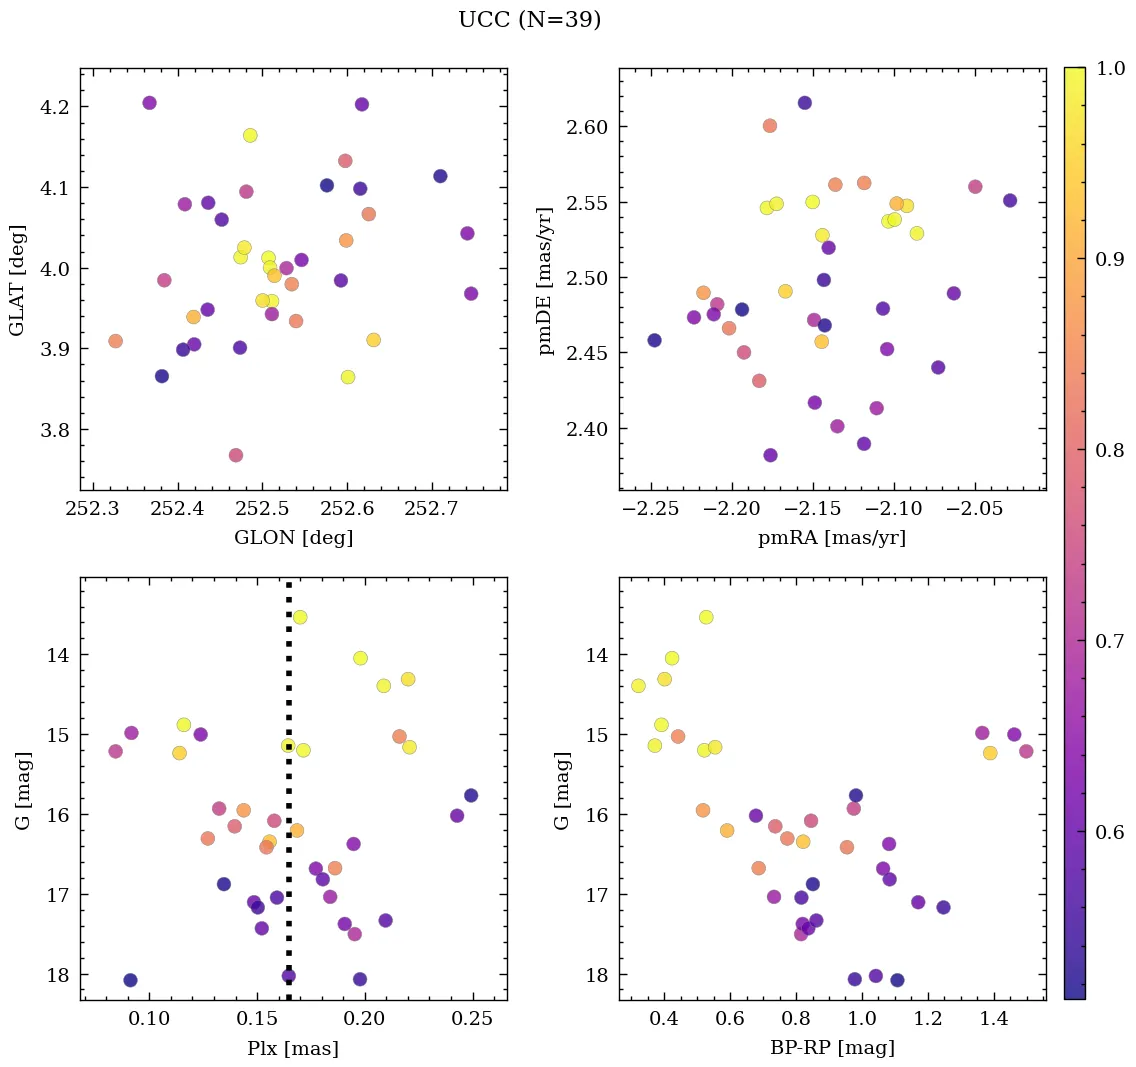 UCC (N=39)
4.2
4.1
4.0
3.9
3.8
GLAT [deg]
252.3 252.4 252.5 252.6 252.7
GLON [deg]
2.60
2.55
2.50
2.45
2.40
pmDE [mas/yr]
−2.25 −2.20 −2.15 −2.10 −2.05
pmRA [mas/yr]
14
15
16
17
18
G [mag]
0.10 0.15 0.20 0.25
Plx [mas]
14
15
16
17
18
G [mag]
0.4 0.6 0.8 1.0 1.2 1.4
BP-RP [mag]
1.0
0.9
0.8
0.7
0.6